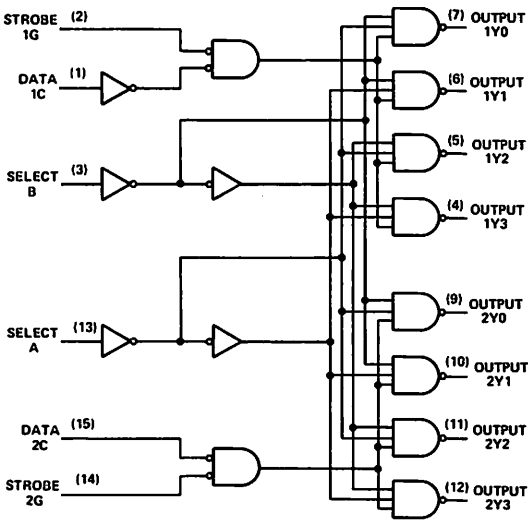 STROBE (2)
1G
DATA (1)
1C
SELECT (3)
B
SELECT (13)
A
DATA (15)
2C
STROBE (14)
2G
(7) OUTPUT
1Y0
(6) OUTPUT
1Y1
(5) OUTPUT
1Y2
(4) OUTPUT
1Y3
(9) OUTPUT
2Y0
(10) OUTPUT
2Y1
(11) OUTPUT
2Y2
(12) OUTPUT
2Y3